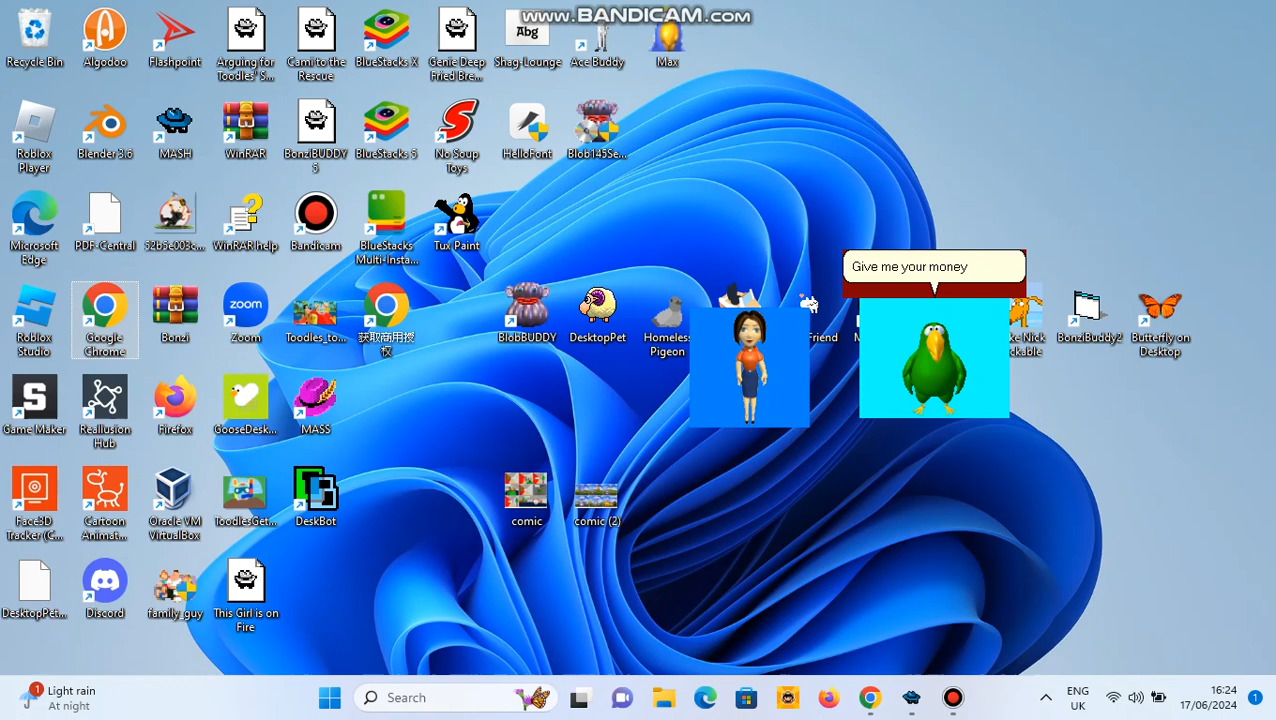 www.BANDICAM.com
Recycle Bin
Algodoo
Flashpoint
Arguing for
Toodles' S...
Cami to the
Rescue
BlueStacks X
Genie Deep
Fried Bre...
Abg
Shag-Lounge
Ace Buddy
Max
Roblox
Player
Blender 3.6
MASH
WinRAR
BonziBUDDY
5
BlueStacks 5
S
No Soup
Toys
HelloFont
Blob145Se...
Microsoft
Edge
PDF-Central
52b5e003c...
WinRAR help
Bandicam
BlueStacks
Multi-Insta...
Tux Paint
Give me your money
Roblox
Studio
Google
Chrome
Bonzi
zoom
Zoom
Toodles_to...
获取商用授
权
BlobBUDDY
DesktopPet
Homeless
Pigeon
Friend
BonziBuddy2
Butterfly on
Desktop
S
Game Maker
Reallusion
Hub
Firefox
GooseDesk...
MASS
Face3D
Tracker (C...
Cartoon
Animat...
Oracle VM
VirtualBox
ToodlesGet...
DeskBot
comic
comic (2)
DesktopPet...
Discord
family_guy
This Girl is on
Fire
1
Light rain
At night
Search
ENG
UK
16:24
17/06/2024
1